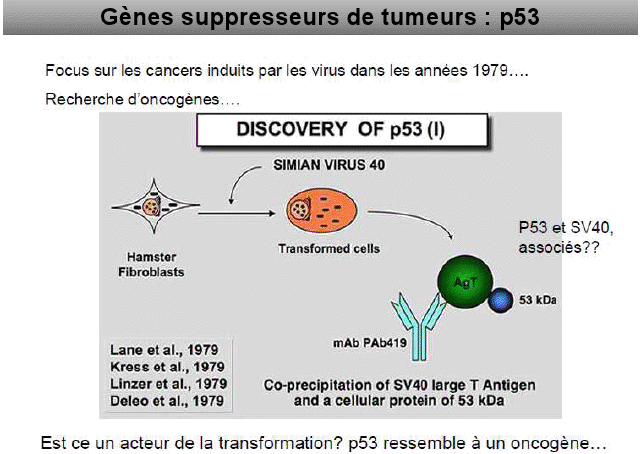 Gènes suppresseurs de tumeurs : p53
Focus sur les cancers induits par les virus dans les années 1979….
Recherche d’oncogènes….
DISCOVERY OF p53 (I)
SIMIAN VIRUS 40
Hamster
Fibroblasts
Transformed cells
P53 et SV40,
associés??
AgT
53 kDa
mAb PAb419
Lane et al., 1979
Kress et al., 1979
Linzer et al., 1979
Deleo et al., 1979
Co-precipitation of SV40 large T Antigen
and a cellular protein of 53 kDa
Est ce un acteur de la transformation? p53 ressemble à un oncogène…